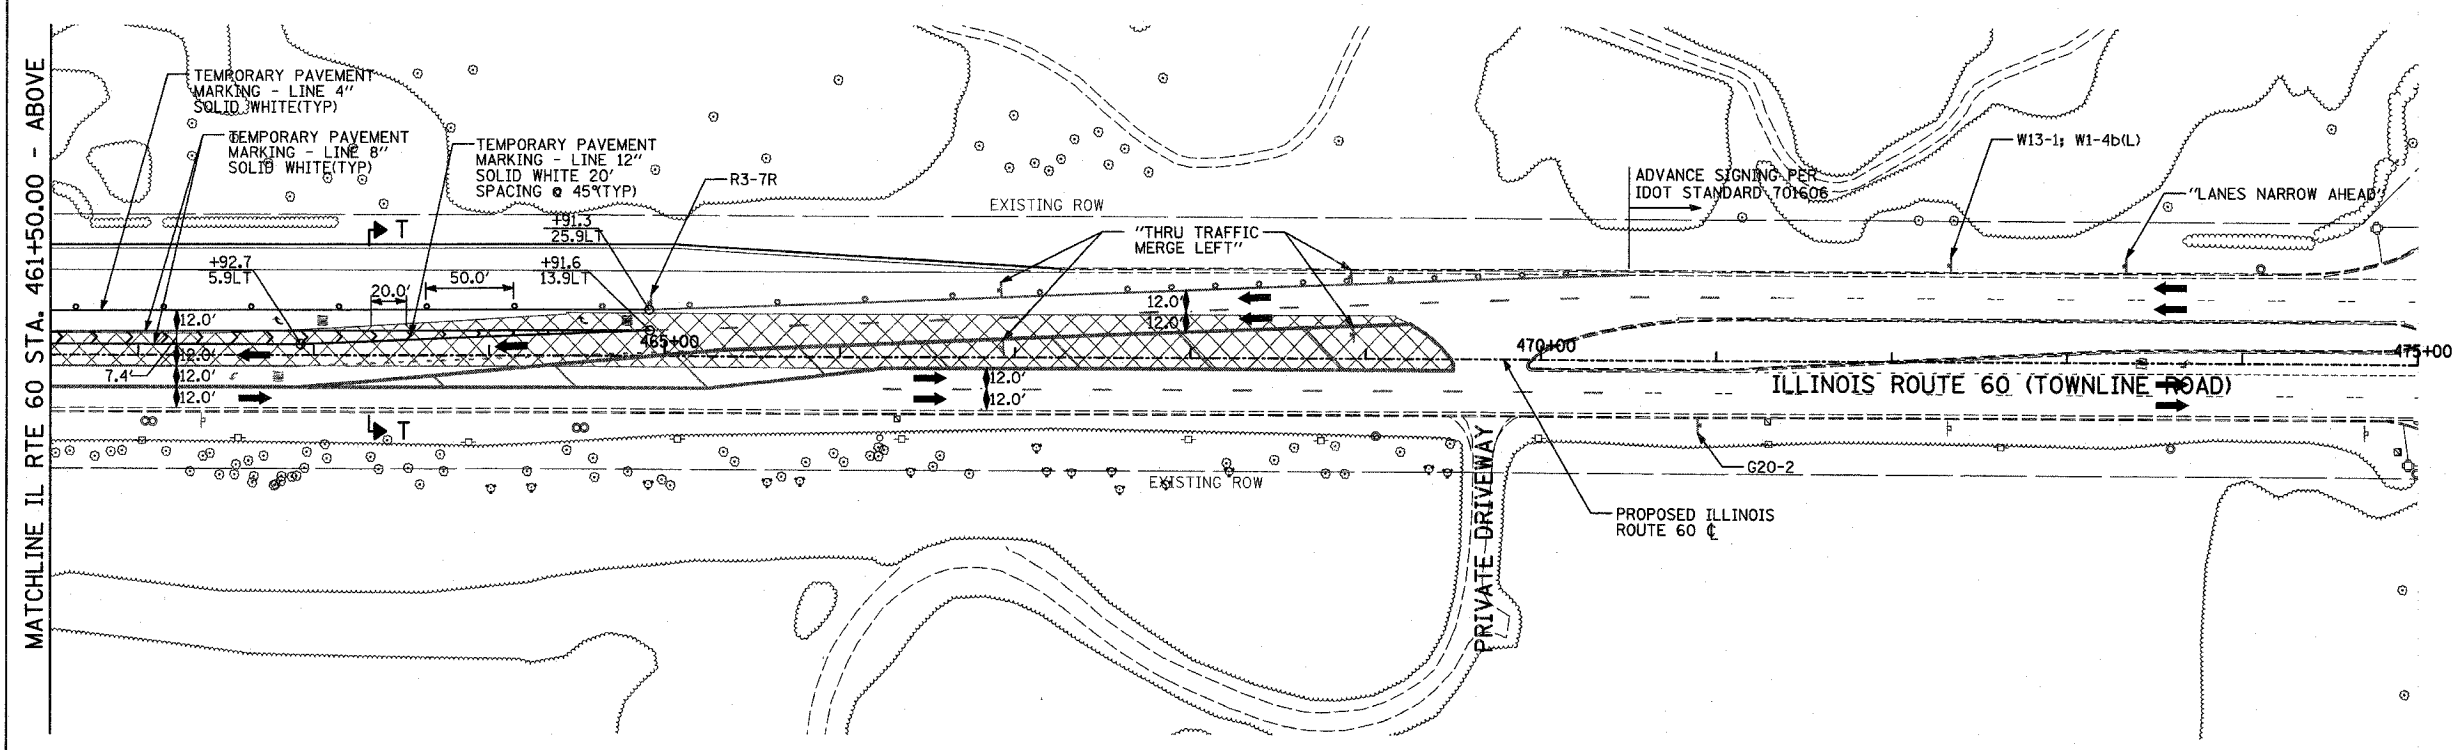 MATCHLINE IL RTE 60 STA. 461+50.00 - ABOVE
TEMPORARY PAVEMENT
MARKING - LINE 4"
SOLID WHITE(TYP)
TEMPORARY PAVEMENT
MARKING - LINE 8"
SOLID WHITE(TYP)
TEMPORARY PAVEMENT
MARKING - LINE 12"
SOLID WHITE 20'
SPACING @ 45°(TYP)
R3-7R
EXISTING ROW
"THRU TRAFFIC
MERGE LEFT"
ADVANCE SIGNING PER
IDOT STANDARD 701606
W13-1; W1-4b(L)
"LANES NARROW AHEAD"
T
+91.3
25.9LT
+92.7
5.9LT
+91.6
13.9LT
20.0'
50.0'
12.0'
12.0'
12.0'
12.0'
7.4'
12.0'
12.0'
12.0'
12.0'
465+00
470+00
475+00
ILLINOIS ROUTE 60 (TOWNLINE ROAD)
T
G20-2
EXISTING ROW
PRIVATE DRIVEWAY
PROPOSED ILLINOIS
ROUTE 60 ℄